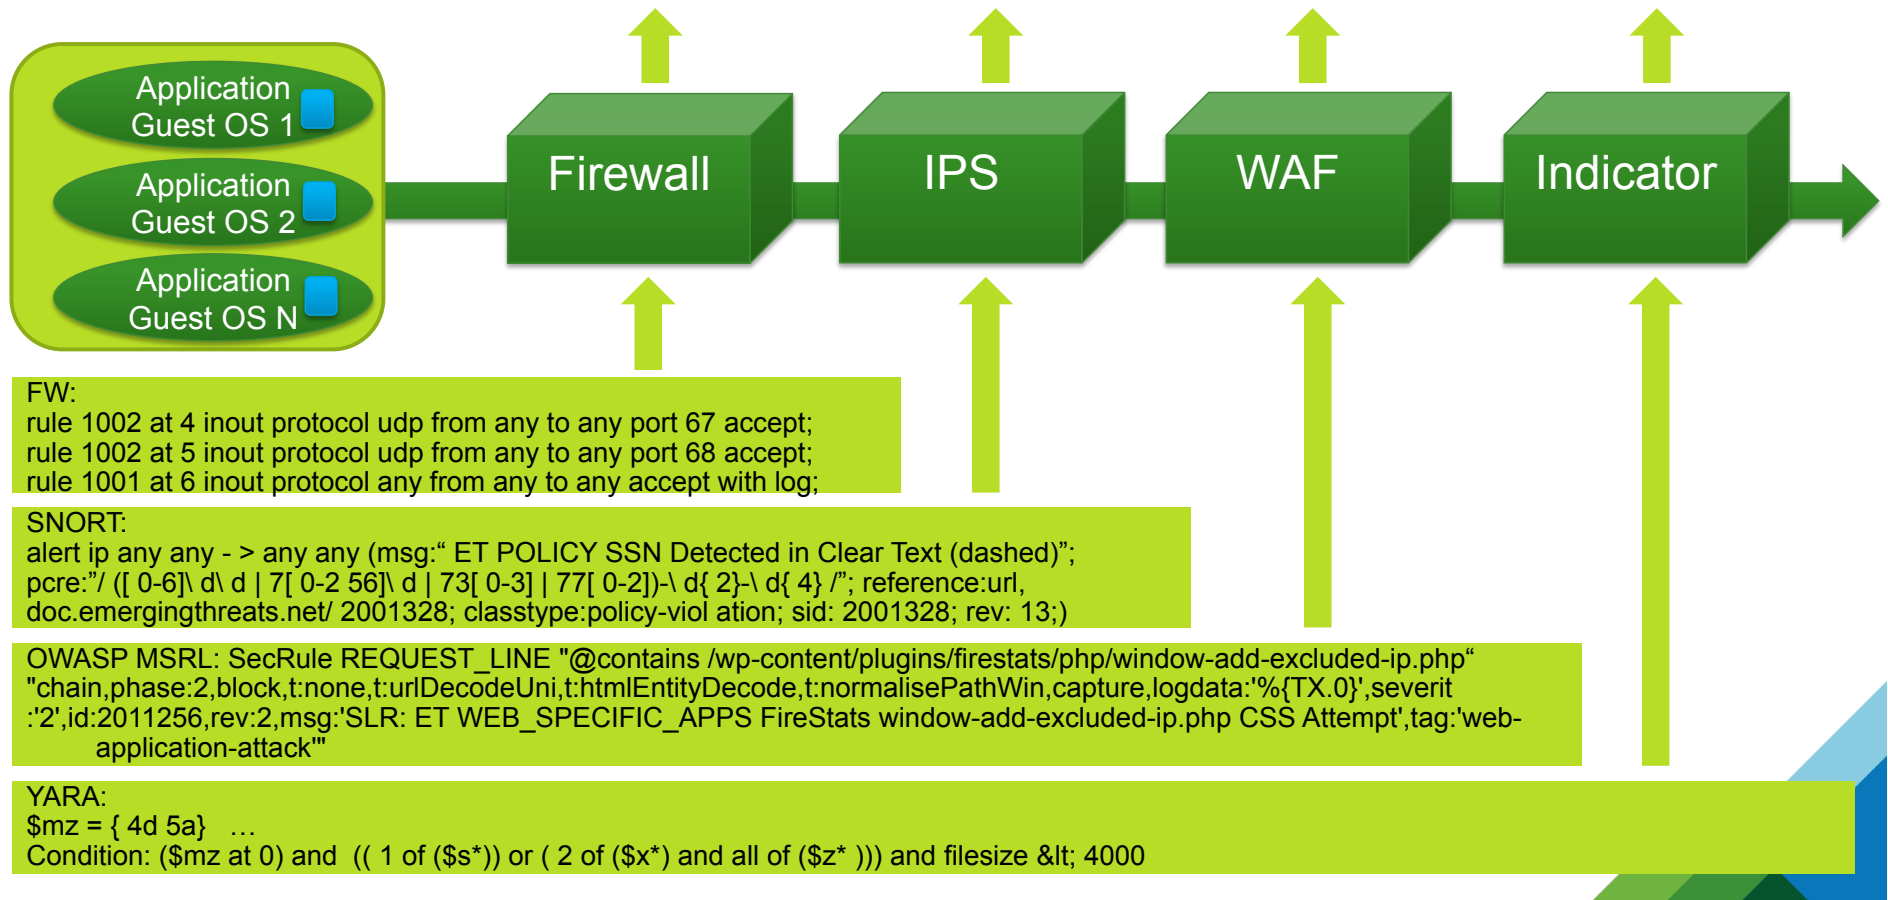 Application
Guest OS 1
Application
Guest OS 2
Application
Guest OS N
Firewall
IPS
WAF
Indicator
FW:
rule 1002 at 4 inout protocol udp from any to any port 67 accept;
rule 1002 at 5 inout protocol udp from any to any port 68 accept;
rule 1001 at 6 inout protocol any from any to any accept with log;
SNORT:
alert ip any any - > any any (msg:“ ET POLICY SSN Detected in Clear Text (dashed)”;
pcre:”/ ([ 0-6]\ d\ d | 7[ 0-2 56]\ d | 73[ 0-3] | 77[ 0-2])-\ d{ 2}-\ d{ 4} /”; reference:url,
doc.emergingthreats.net/ 2001328; classtype:policy-viol ation; sid: 2001328; rev: 13;)
OWASP MSRL: SecRule REQUEST_LINE "@contains /wp-content/plugins/firestats/php/window-add-excluded-ip.php“
"chain,phase:2,block,t:none,t:urlDecodeUni,t:htmlEntityDecode,t:normalisePathWin,capture,logdata:'%{TX.0}',severit
:'2',id:2011256,rev:2,msg:'SLR: ET WEB_SPECIFIC_APPS FireStats window-add-excluded-ip.php CSS Attempt',tag:'web-
application-attack'"
YARA:
$mz = { 4d 5a} …
Condition: ($mz at 0) and (( 1 of ($s*)) or ( 2 of ($x*) and all of ($z* ))) and filesize &lt; 4000